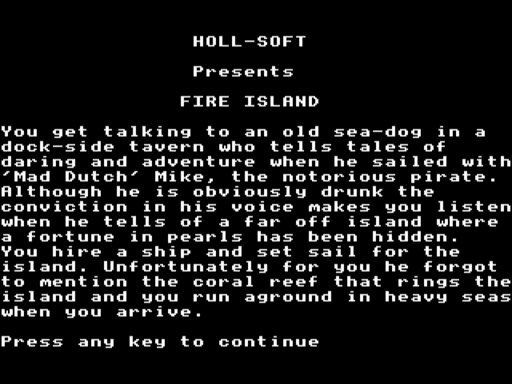 HOLL-SOFT
Presents
FIRE ISLAND
You get talking to an old sea-dog in a
dock-side tavern who tells tales of
daring and adventure when he sailed with
'Mad Dutch' Mike, the notorious pirate.
Although he is obviously drunk the
conviction in his voice makes you listen
when he tells of a far off island where
a fortune in pearls has been hidden.
You hire a ship and set sail for the
island. Unfortunately for you he forgot
to mention the coral reef that rings the
island and you run aground in heavy seas
when you arrive.
Press any key to continue